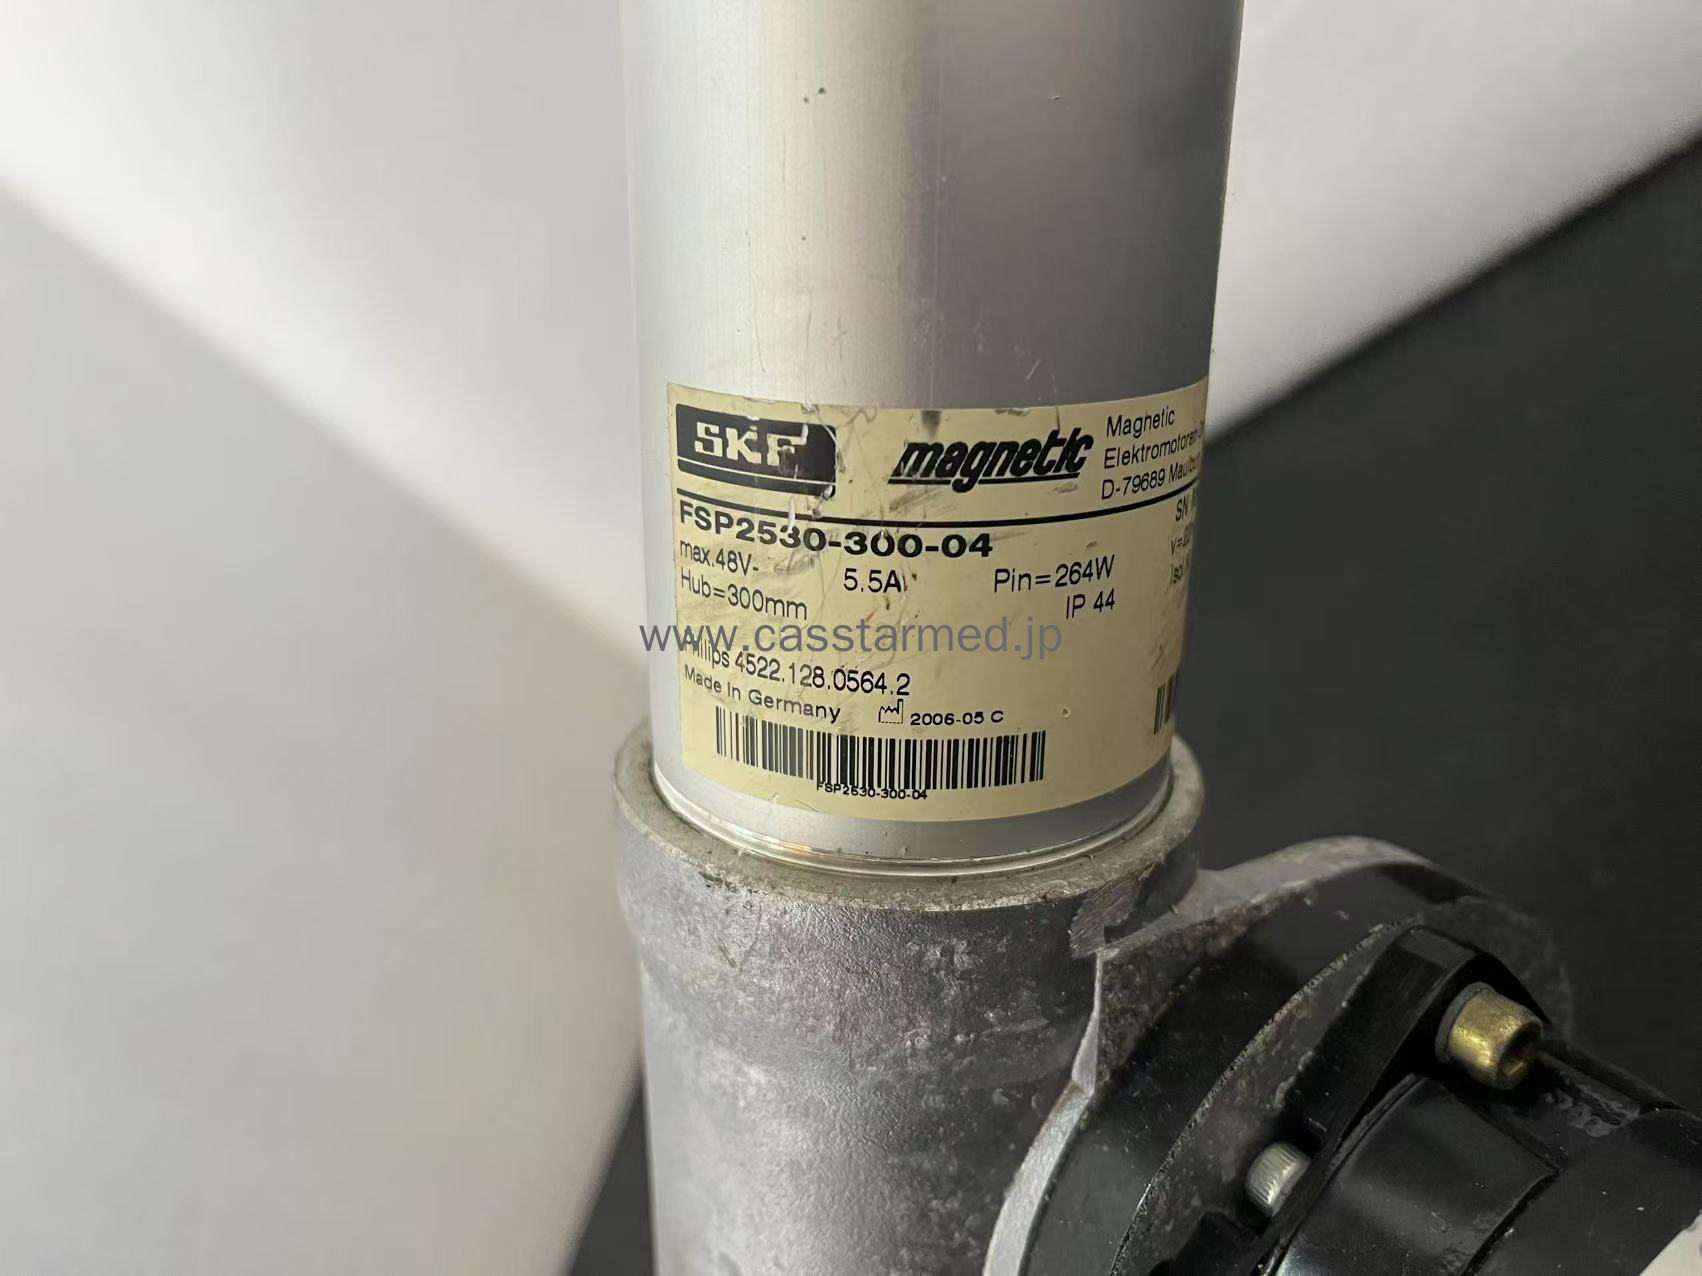 SKF
magnetic
Magnetic
Elektromotoren
D-79689
FSP2530-300-04
SN
max.48V-
5.5A
Pin=264W
Hub=300mm
IP 44
www.casstarmed.jp
Philips 4522.128.0564.2
Made In Germany
2006-05 C
FSP2530-300-04